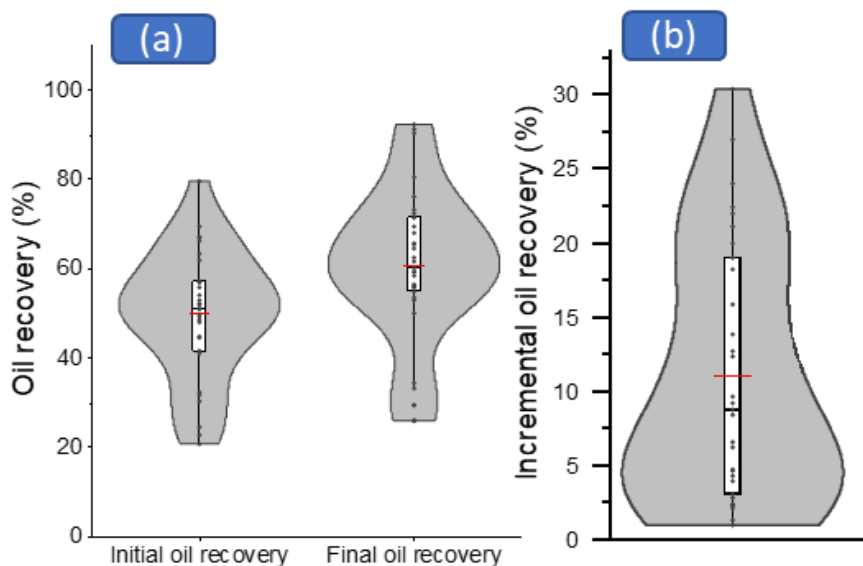 (a)
Oil recovery (%)
100
80
60
40
20
0
Initial oil recovery
Final oil recovery
(b)
Incremental oil recovery (%)
30
25
20
15
10
5
0